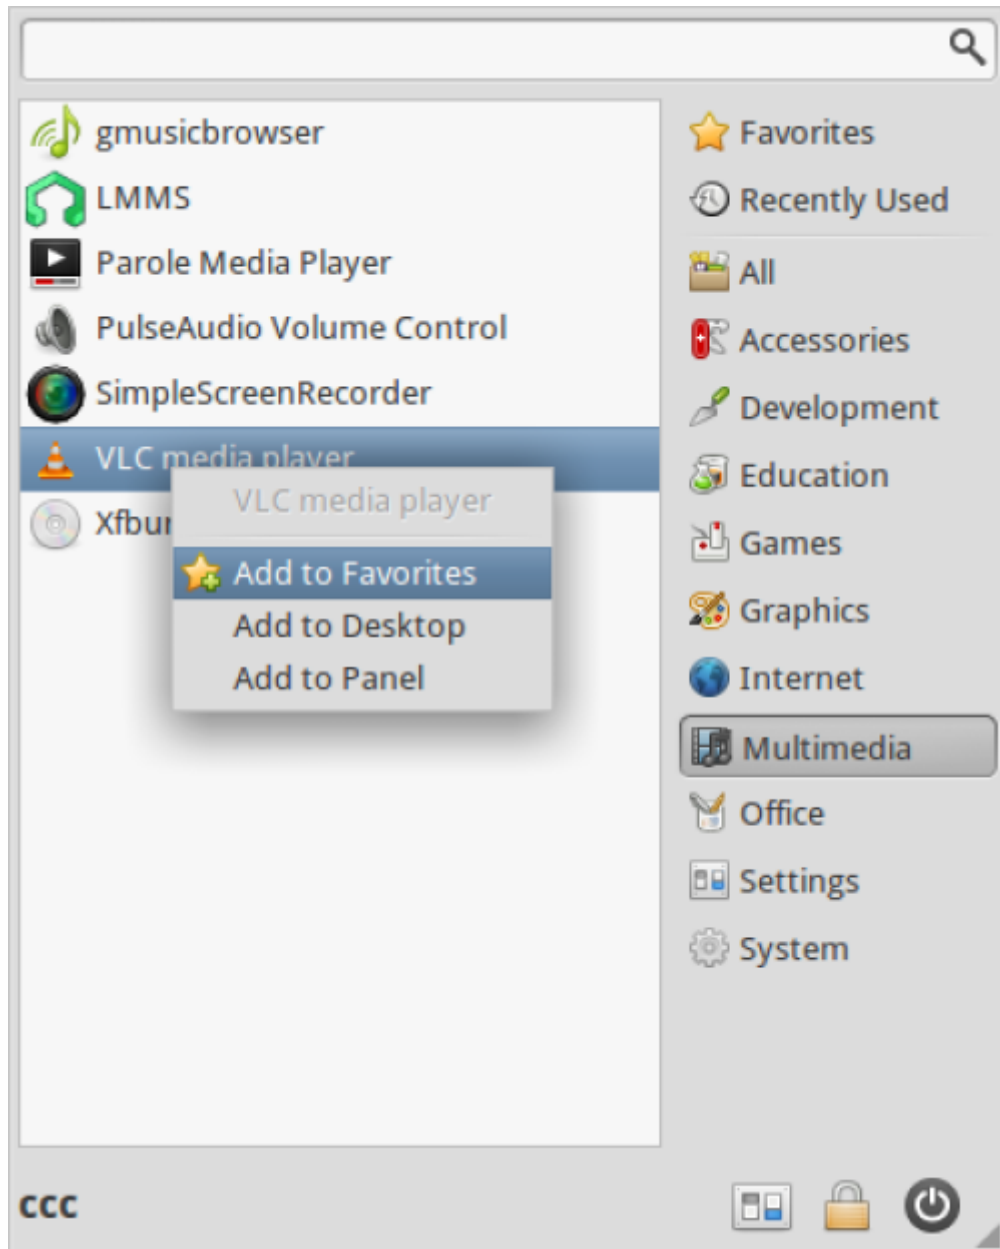 gmusicbrowser
LMMS
Parole Media Player
PulseAudio Volume Control
SimpleScreenRecorder
VLC media player
VLC media player
Add to Favorites
Add to Desktop
Add to Panel
Favorites
Recently Used
All
Accessories
Development
Education
Games
Graphics
Internet
Multimedia
Office
Settings
System
ccc